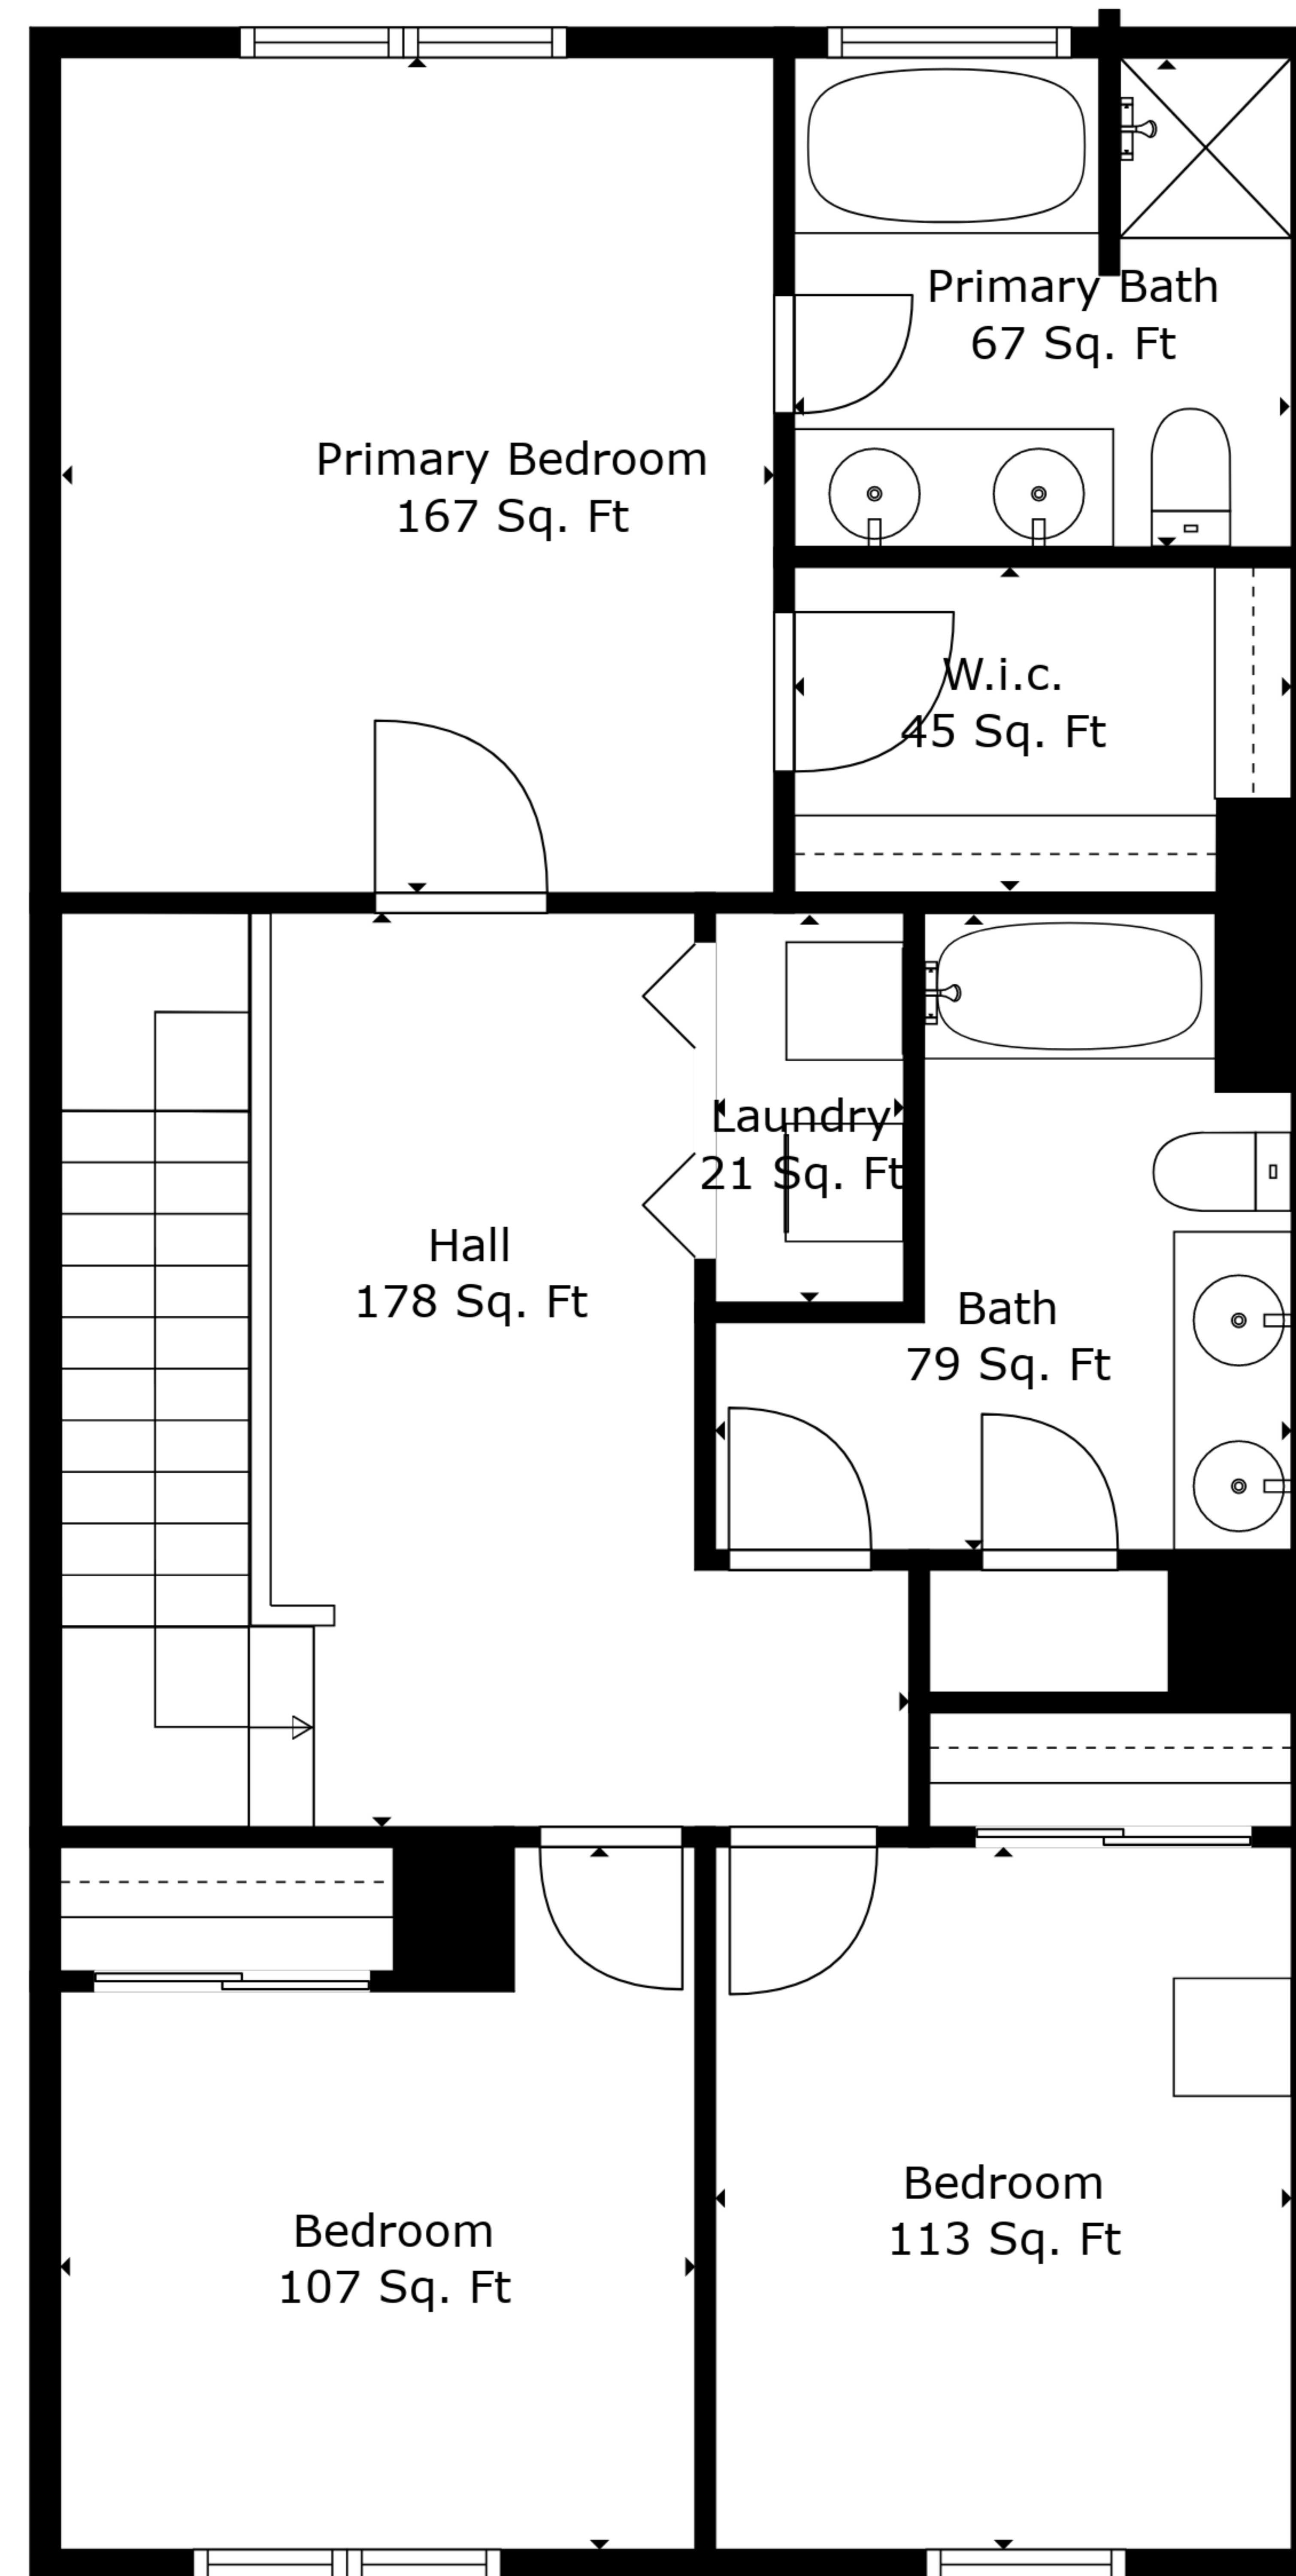 Primary Bath
67 Sq. Ft
Primary Bedroom
167 Sq. Ft
W.i.c.
45 Sq. Ft
Laundry
21 Sq. Ft
Hall
178 Sq. Ft
Bath
79 Sq. Ft
Bedroom
113 Sq. Ft
Bedroom
107 Sq. Ft